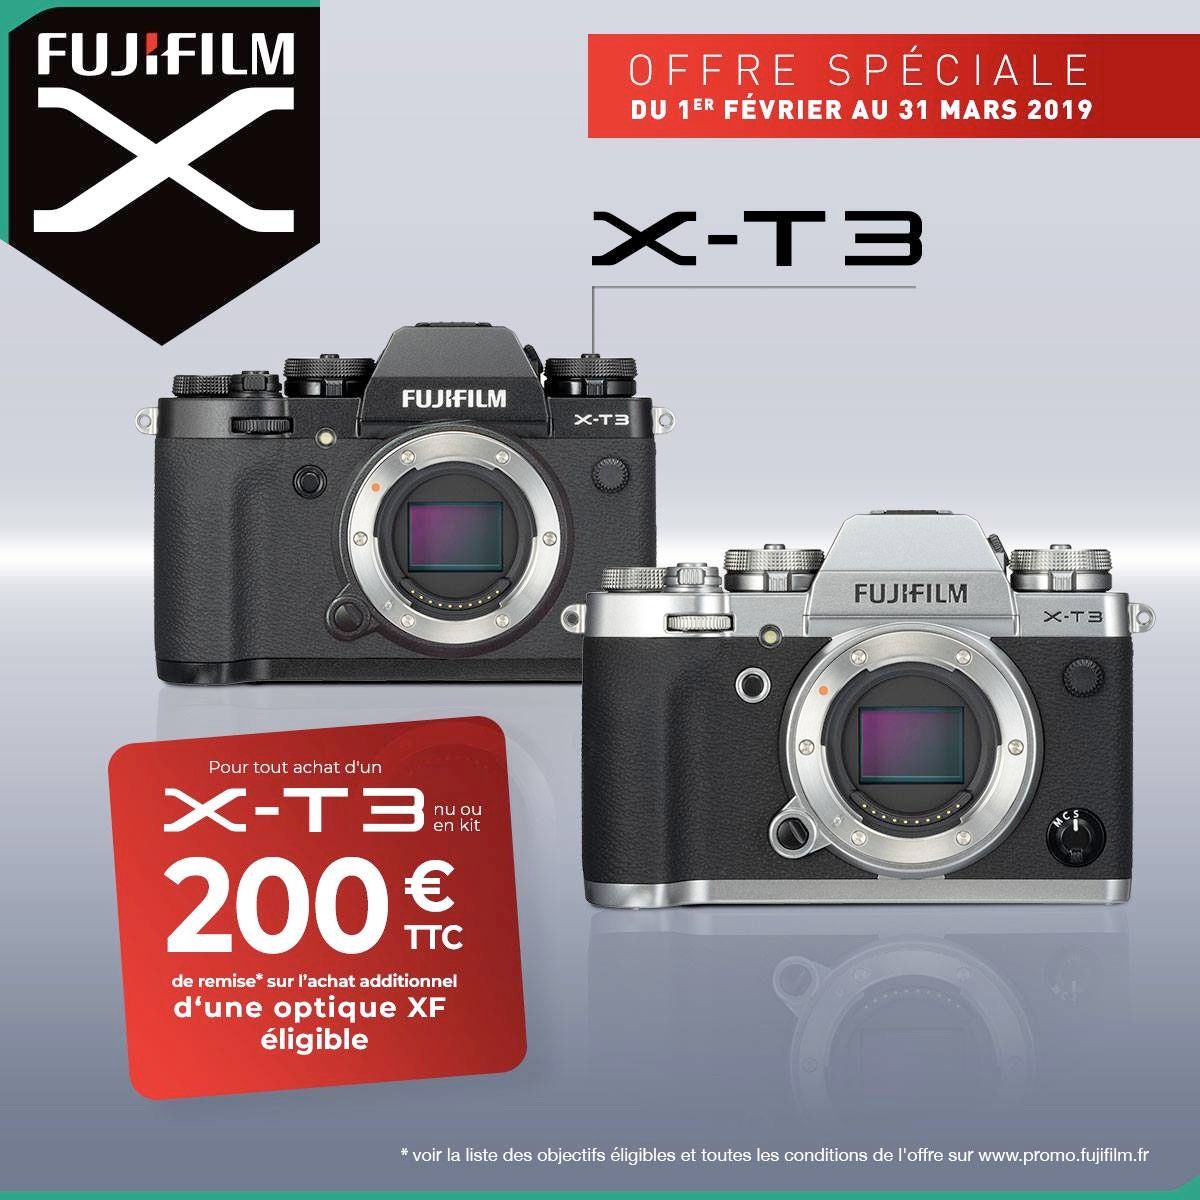 FUJIFILM
X
OFFRE SPÉCIALE
DU 1ER FÉVRIER AU 31 MARS 2019
X-T3
FUJIFILM
X-T3
FUJIFILM
X-T3
M C S
Pour tout achat d'un
X-T3 nu ou
en kit
200 €
TTC
de remise* sur l'achat additionnel
d‘une optique XF
éligible
* voir la liste des objectifs éligibles et toutes les conditions de l'offre sur www.promo.fujifilm.fr